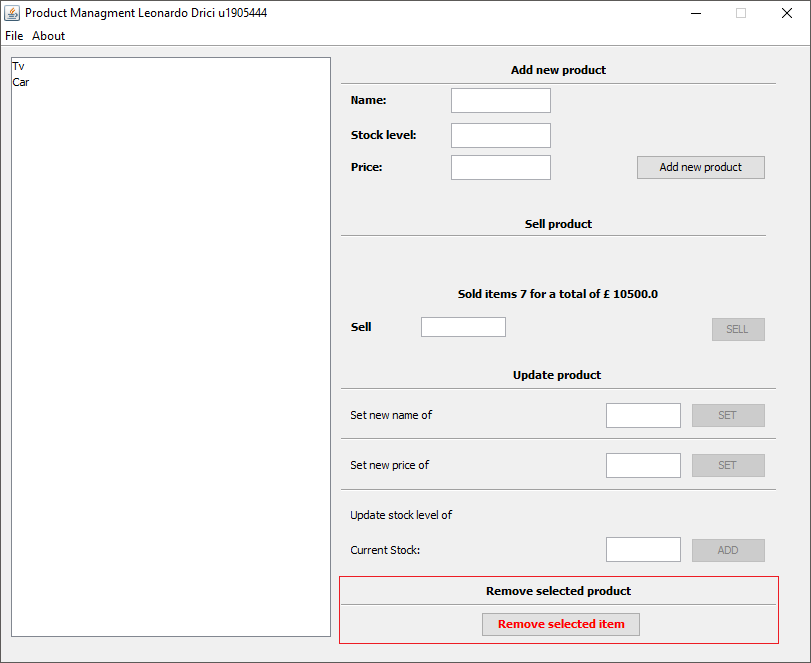 Product Managment Leonardo Drici u1905444
File About
Tv
Car
Add new product
Name:
Stock level:
Price:
Add new product
Sell product
Sold items 7 for a total of £ 10500.0
Sell
SELL
Update product
Set new name of
SET
Set new price of
SET
Update stock level of
Current Stock:
ADD
Remove selected product
Remove selected item